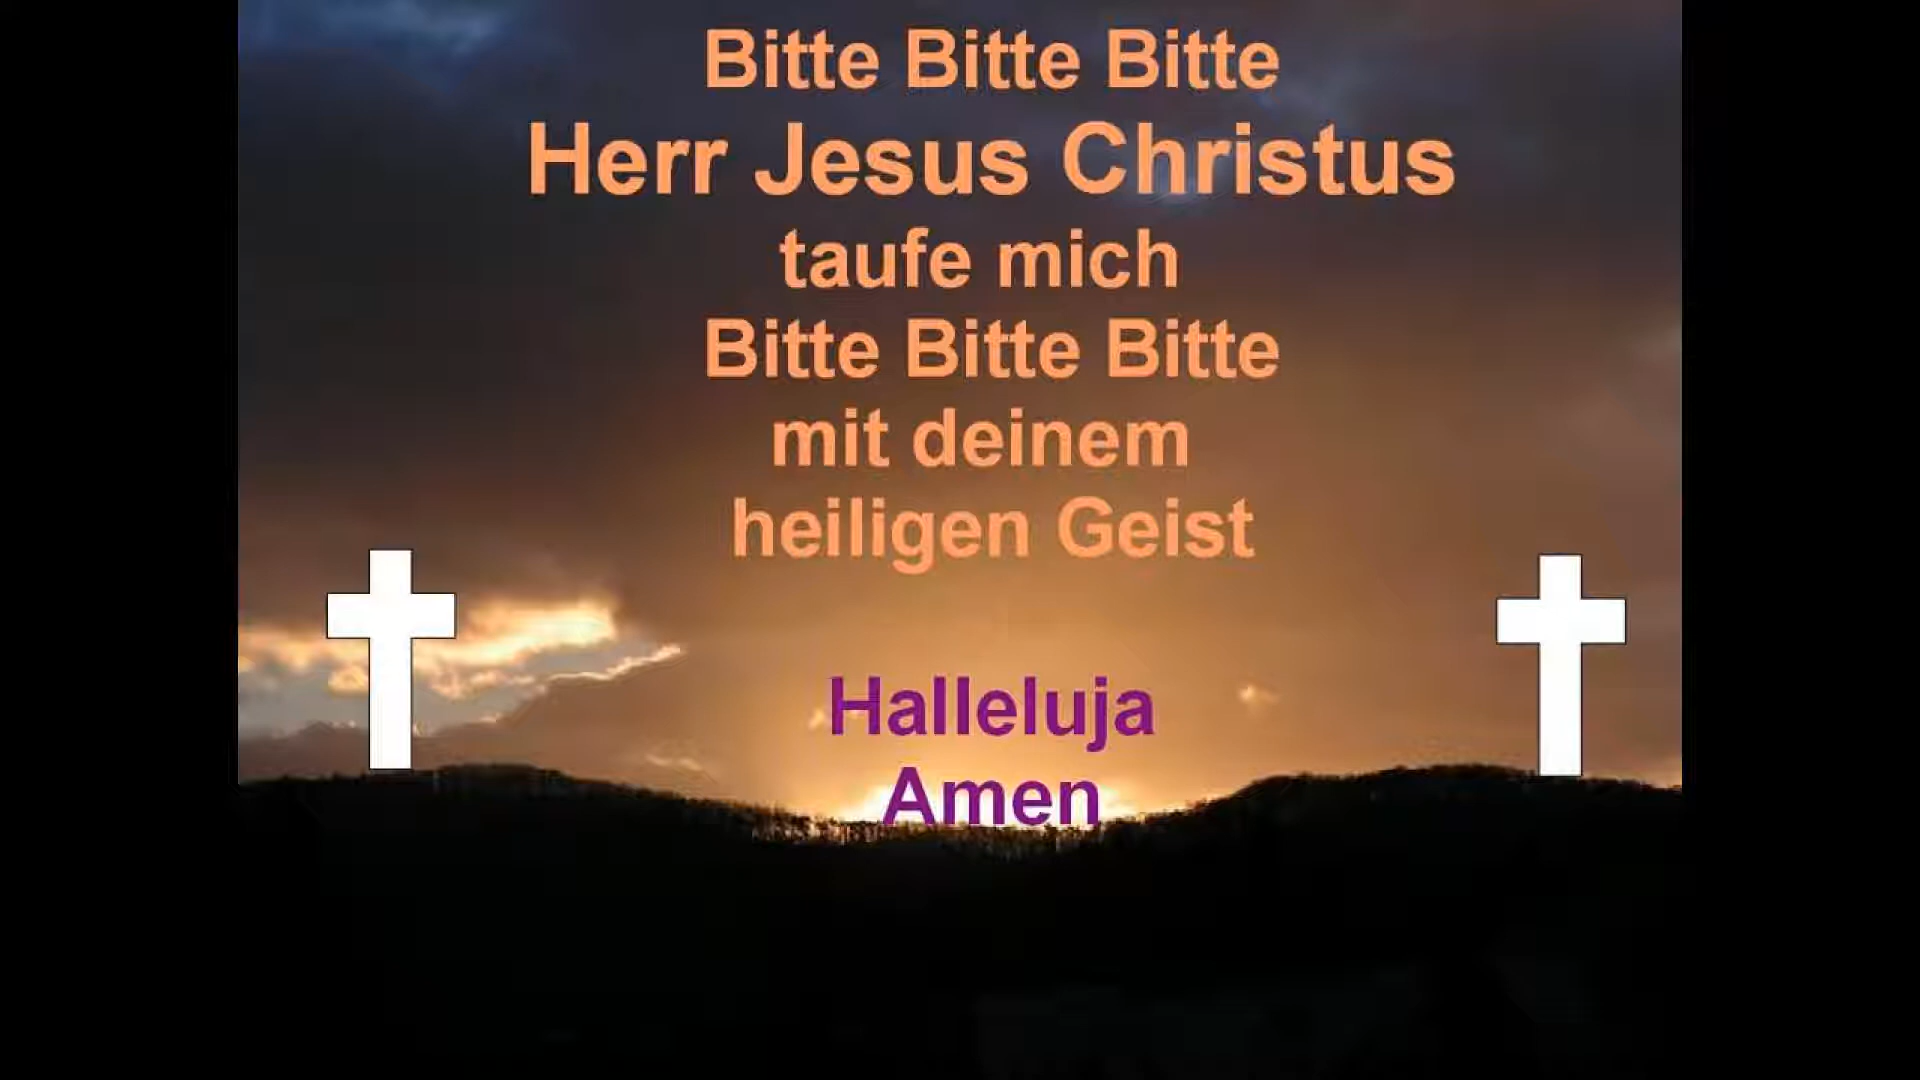 Bitte Bitte Bitte
Herr Jesus Christus
taufe mich
Bitte Bitte Bitte
mit deinem
heiligen Geist
Halleluja
Amen